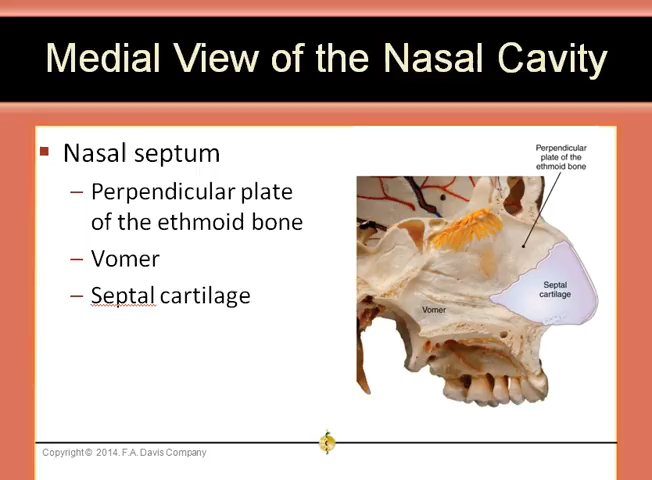 Medial View of the Nasal Cavity
▪ Nasal septum
– Perpendicular plate
of the ethmoid bone
– Vomer
– Septal cartilage
Perpendicular
plate of the
ethmoid bone
Septal
cartilage
Vomer
Copyright © 2014. F.A. Davis Company